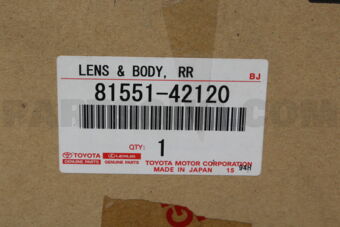 LENS & BODY, RR
BJ
81551-42120
QTY: 1
TOYOTA LEXUS TOYOTA MOTOR CORPORATION
GENUINE PARTS GENUINE PARTS MADE IN JAPAN 15 94H